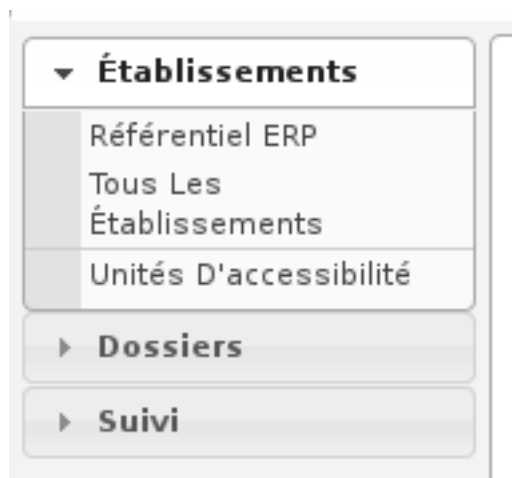 Établissements
Référentiel ERP
Tous Les
Établissements
Unités D'accessibilité
Dossiers
Suivi